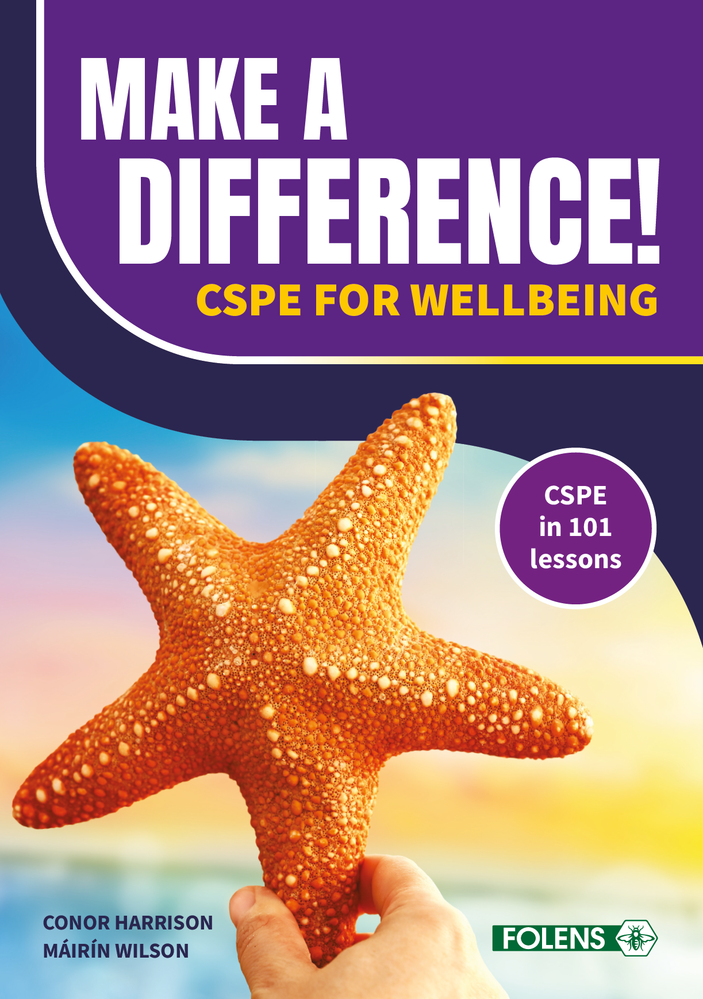 MAKE A
DIFFERENCE!
CSPE FOR WELLBEING
CSPE
in 101
lessons
CONOR HARRISON
MÁIRÍN WILSON
FOLENS